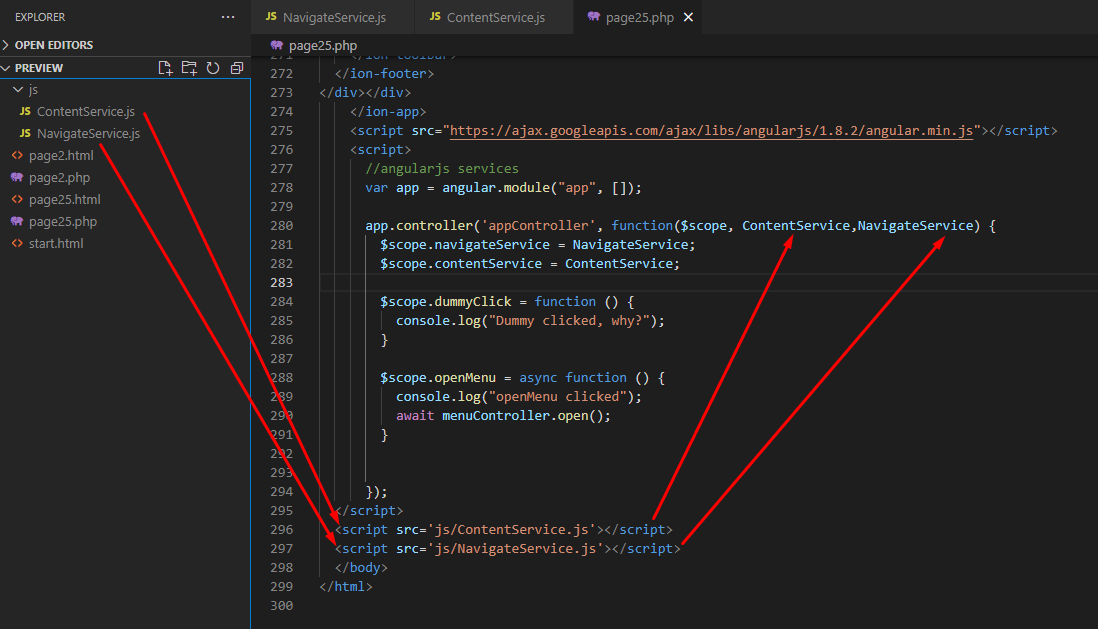 EXPLORER
···
OPEN EDITORS
PREVIEW
js
JS ContentService.js
JS NavigateService.js
<> page2.html
page2.php
<> page25.html
page25.php
<> start.html
JS NavigateService.js
JS ContentService.js
page25.php ×
page25.php
271 </ion-toolbar>
272 </ion-footer>
273 </div></div>
274 </ion-app>
275 <script src="https://ajax.googleapis.com/ajax/libs/angularjs/1.8.2/angular.min.js"></script>
276 <script>
277 //angularjs services
278 var app = angular.module("app", []);
279
280 app.controller('appController', function($scope, ContentService,NavigateService) {
281 $scope.navigateService = NavigateService;
282 $scope.contentService = ContentService;
283
284 $scope.dummyClick = function () {
285 console.log("Dummy clicked, why?");
286 }
287
288 $scope.openMenu = async function () {
289 console.log("openMenu clicked");
290 await menuController.open();
291 }
292
293
294 });
295 </script>
296 <script src='js/ContentService.js'></script>
297 <script src='js/NavigateService.js'></script>
298 </body>
299 </html>
300